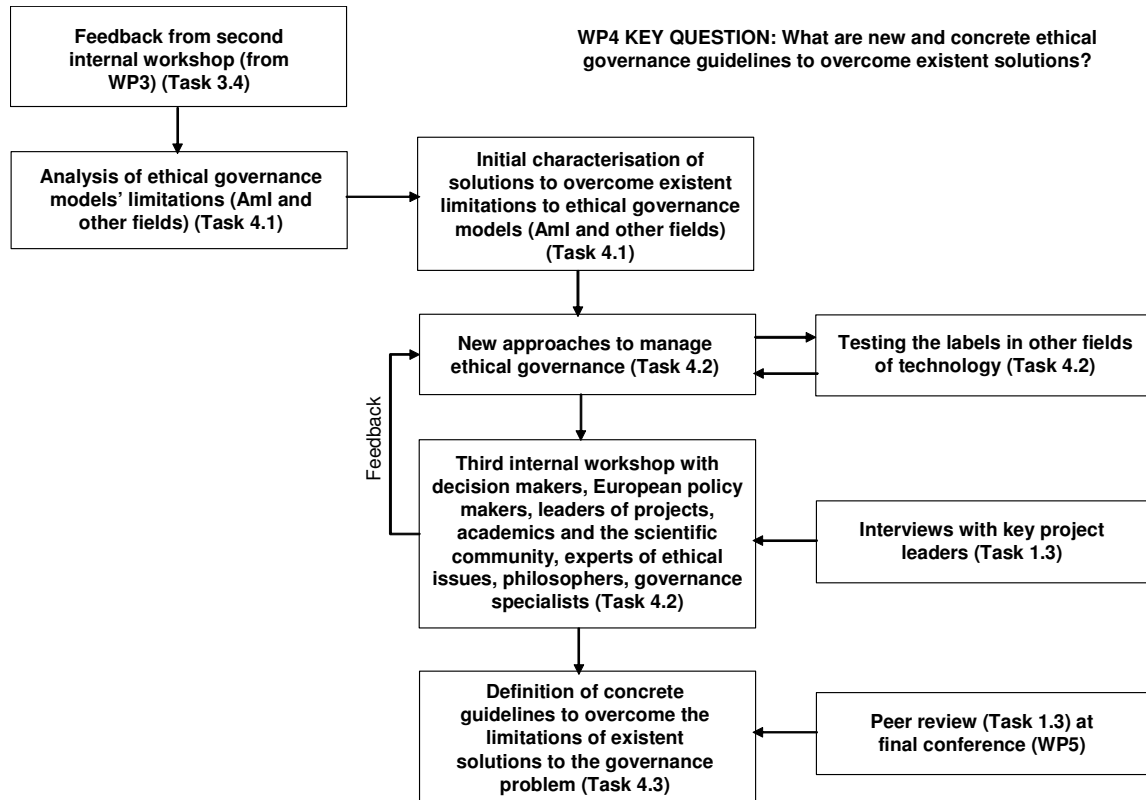 Feedback from second
internal workshop (from
WP3) (Task 3.4)
WP4 KEY QUESTION: What are new and concrete ethical
governance guidelines to overcome existent solutions?
Analysis of ethical governance
models’ limitations (AmI and
other fields) (Task 4.1)
Initial characterisation of
solutions to overcome existent
limitations to ethical governance
models (AmI and other fields)
(Task 4.1)
New approaches to manage
ethical governance (Task 4.2)
Testing the labels in other fields
of technology (Task 4.2)
Feedback
Third internal workshop with
decision makers, European policy
makers, leaders of projects,
academics and the scientific
community, experts of ethical
issues, philosophers, governance
specialists (Task 4.2)
Interviews with key project
leaders (Task 1.3)
Definition of concrete
guidelines to overcome the
limitations of existent
solutions to the governance
problem (Task 4.3)
Peer review (Task 1.3) at
final conference (WP5)